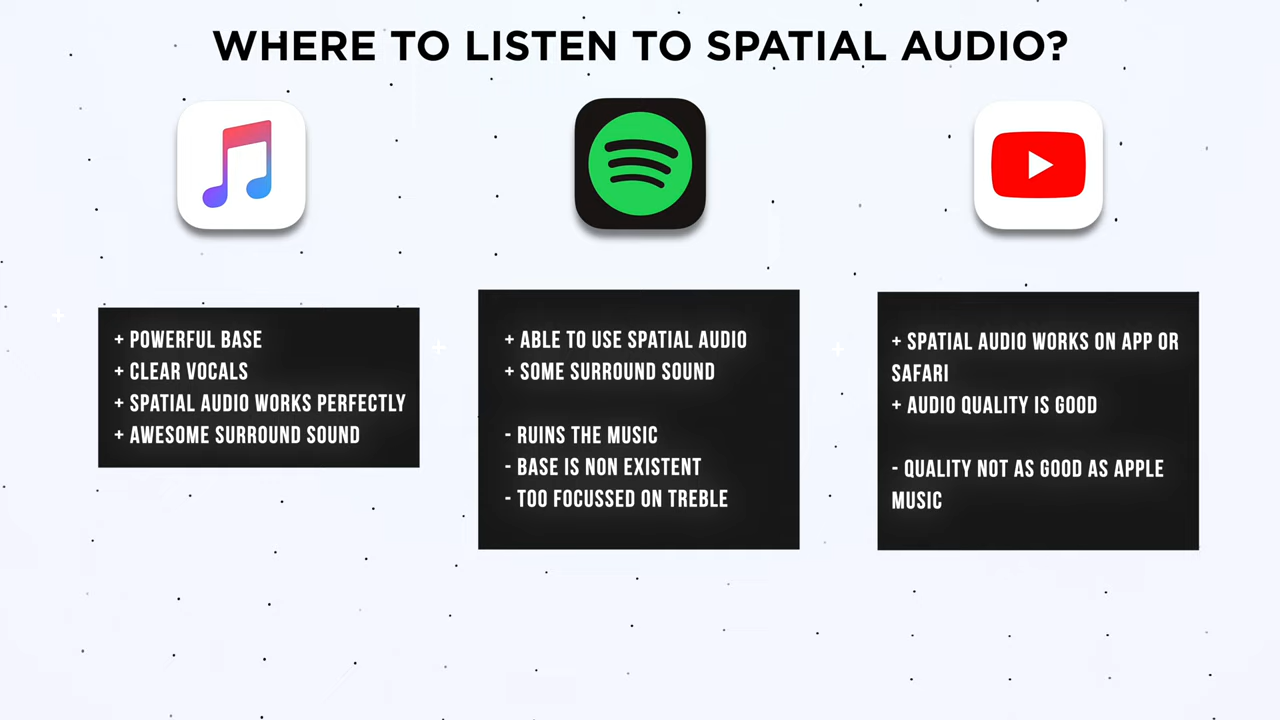 WHERE TO LISTEN TO SPATIAL AUDIO?
+ POWERFUL BASE
+ CLEAR VOCALS
+ SPATIAL AUDIO WORKS PERFECTLY
+ AWESOME SURROUND SOUND
+ ABLE TO USE SPATIAL AUDIO
+ SOME SURROUND SOUND
- RUINS THE MUSIC
- BASE IS NON EXISTENT
- TOO FOCUSSED ON TREBLE
+ SPATIAL AUDIO WORKS ON APP OR
SAFARI
+ AUDIO QUALITY IS GOOD
- QUALITY NOT AS GOOD AS APPLE
MUSIC